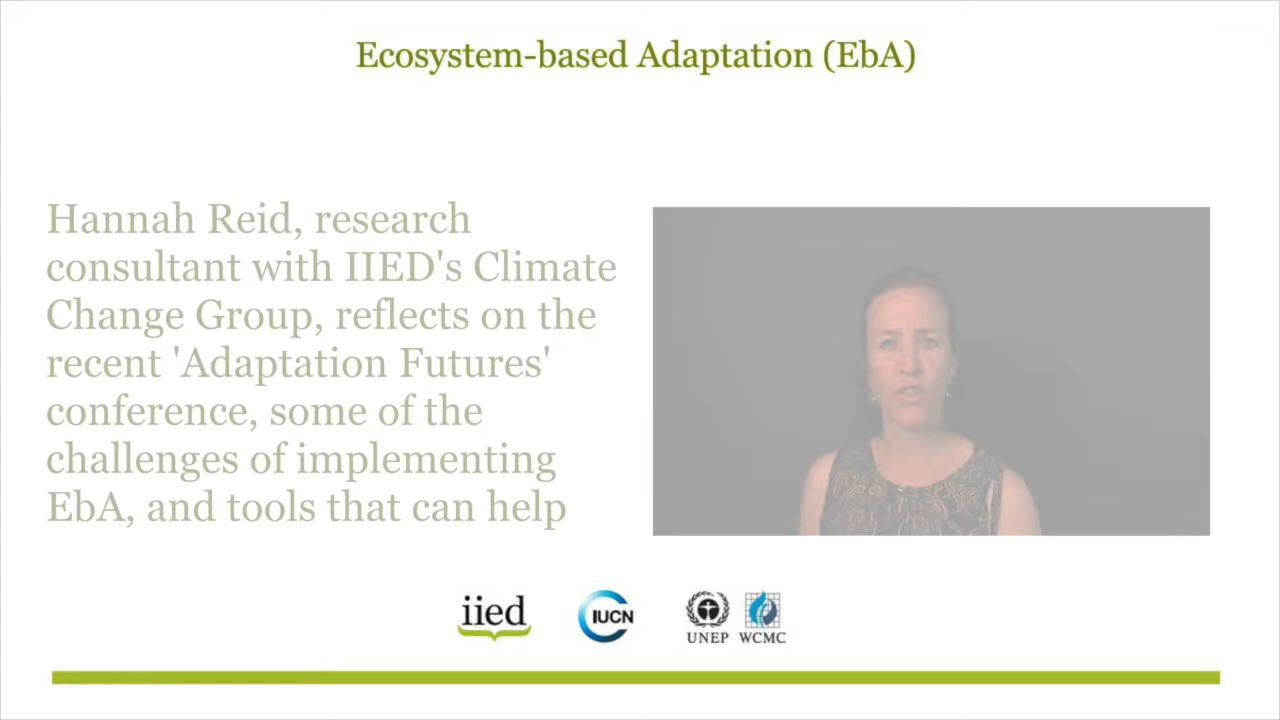 Ecosystem-based Adaptation (EbA)
Hannah Reid, research
consultant with IIED's Climate
Change Group, reflects on the
recent 'Adaptation Futures'
conference, some of the
challenges of implementing
EbA, and tools that can help
iied
IUCN
UNEP WCMC